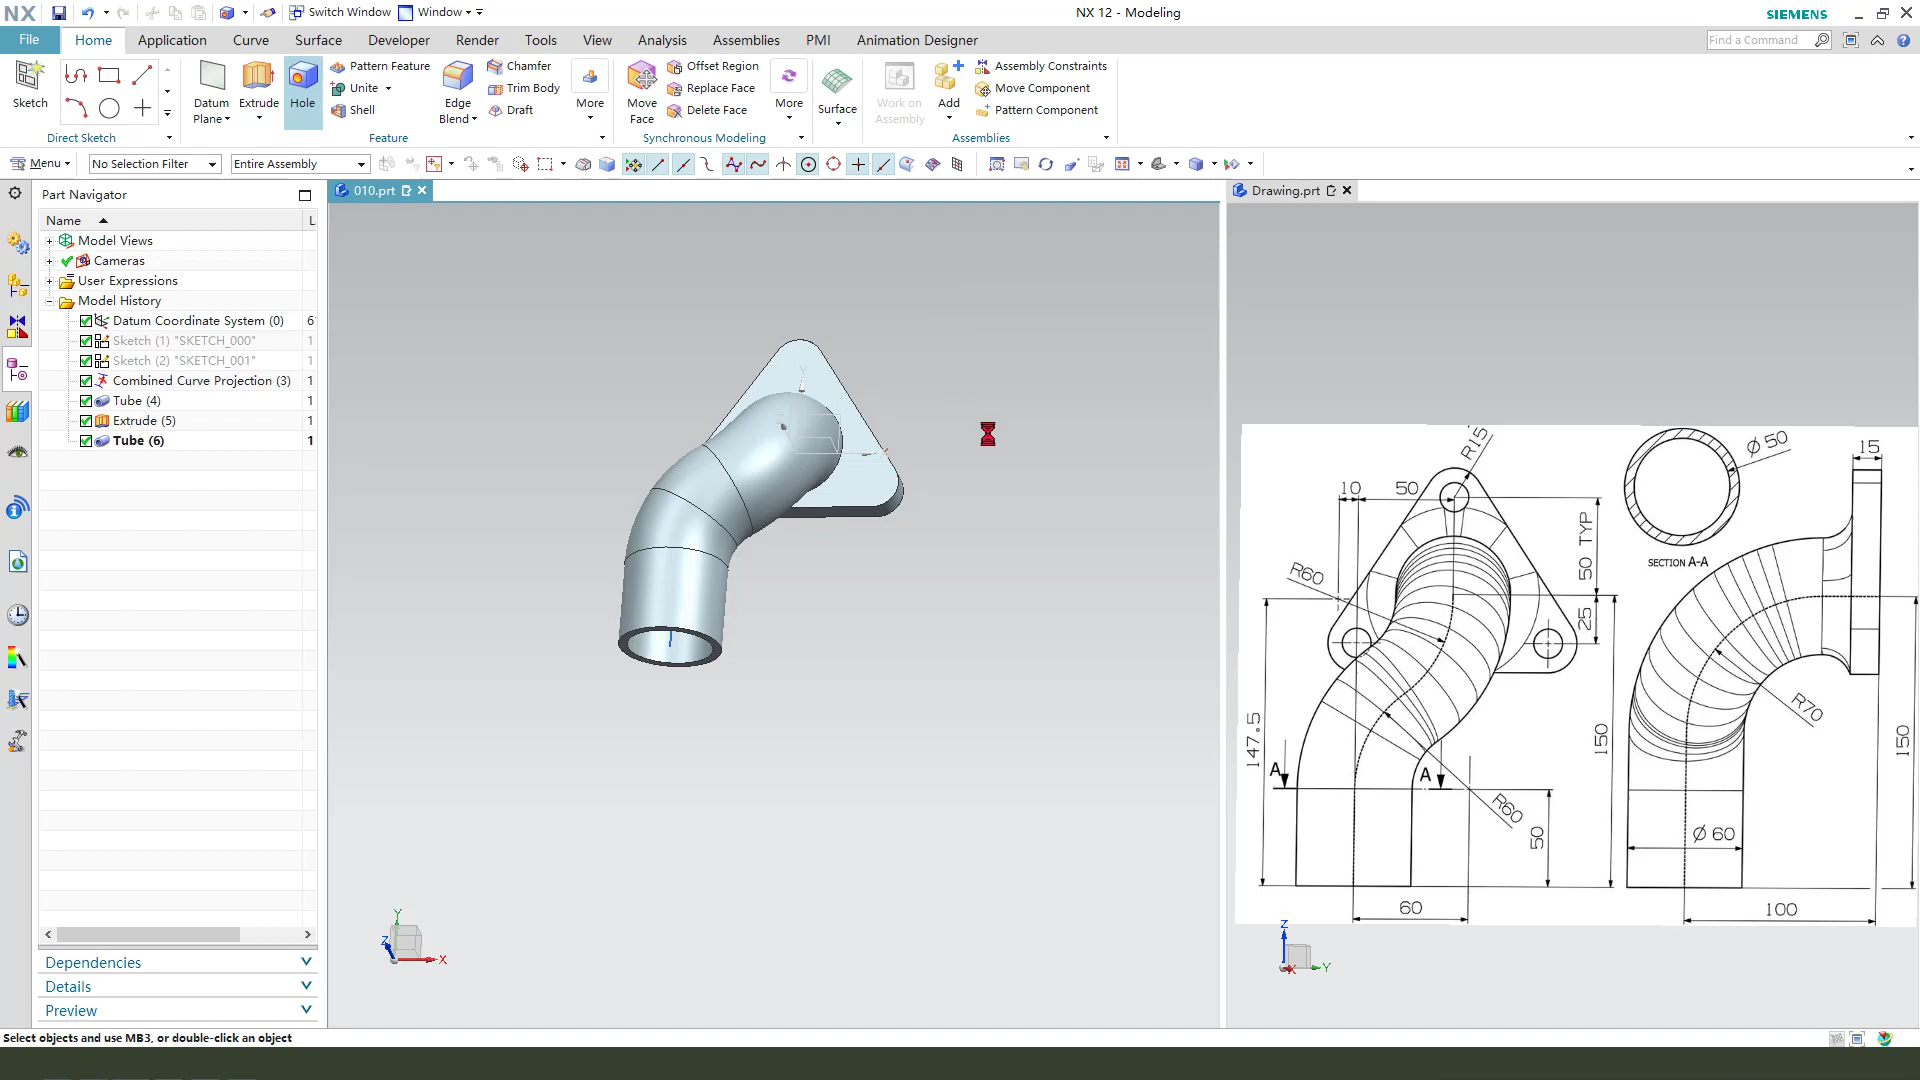 NX
Switch Window
Window
NX 12 - Modeling
SIEMENS
File
Home
Application
Curve
Surface
Developer
Render
Tools
View
Analysis
Assemblies
PMI
Animation Designer
Find a Command
Sketch
Direct Sketch
Datum
Plane
Extrude
Hole
Pattern Feature
Unite
Shell
Edge
Blend
Chamfer
Trim Body
Draft
More
Feature
Move
Face
Offset Region
Replace Face
Delete Face
More
Synchronous Modeling
Surface
Work on
Assembly
Add
Assembly Constraints
Move Component
Pattern Component
Assemblies
Menu
No Selection Filter
Entire Assembly
Part Navigator
010.prt
Drawing.prt
Name
L
Model Views
Cameras
User Expressions
Model History
Datum Coordinate System (0)
6
Sketch (1) "SKETCH_000"
1
Sketch (2) "SKETCH_001"
1
Combined Curve Projection (3)
1
Tube (4)
1
Extrude (5)
1
Tube (6)
1
Dependencies
Details
Preview
Y
X
Y
Z
X
R15
Ø 50
15
10
50
50 TYP
SECTION A-A
R60
25
R70
147.5
150
150
A
A
R60
50
Ø 60
60
100
Z
X
Y
Select objects and use MB3, or double-click an object